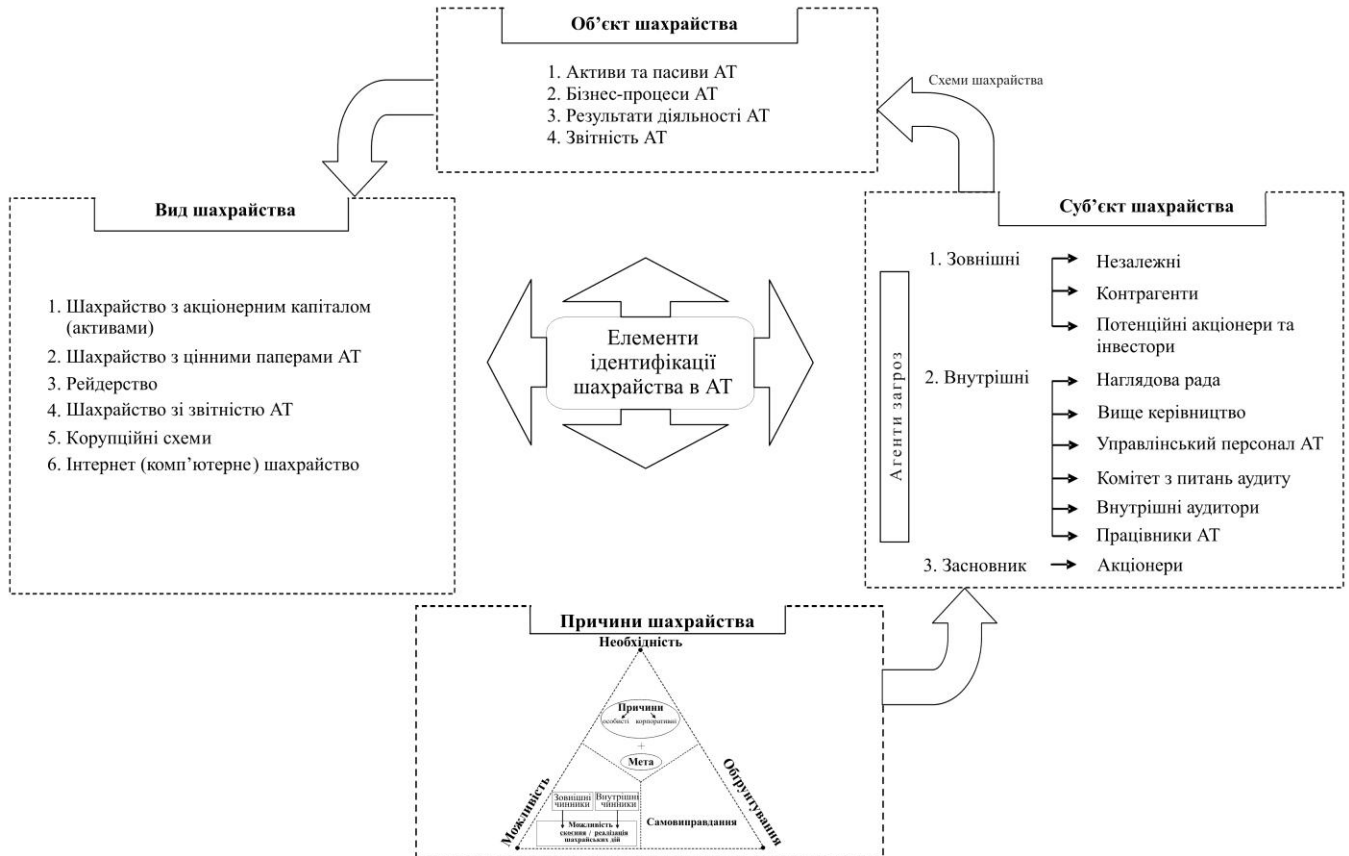 Об’єкт шахрайства
1. Активи та пасиви АТ
2. Бізнес-процеси АТ
3. Результати діяльності АТ
4. Звітність АТ
Схеми шахрайства
Вид шахрайства
1. Шахрайство з акціонерним капіталом
(активами)
2. Шахрайство з цінними паперами АТ
3. Рейдерство
4. Шахрайство зі звітністю АТ
5. Корупційні схеми
6. Інтернет (комп’ютерне) шахрайство
Елементи
ідентифікації
шахрайства в АТ
Суб’єкт шахрайства
Агенти загроз
1. Зовнішні
Незалежні
Контрагенти
Потенційні акціонери та
інвестори
2. Внутрішні
Наглядова рада
Вище керівництво
Управлінський персонал АТ
Комітет з питань аудиту
Внутрішні аудитори
Працівники АТ
3. Засновник
Акціонери
Причини шахрайства
Необхідність
Причини
особисті корпоративні
+
Мета
Можливість
Обґрунтування
Зовнішні
чинники
Внутрішні
чинники
Можливість
скоєння / реалізація
шахрайських дій
Самовиправдання